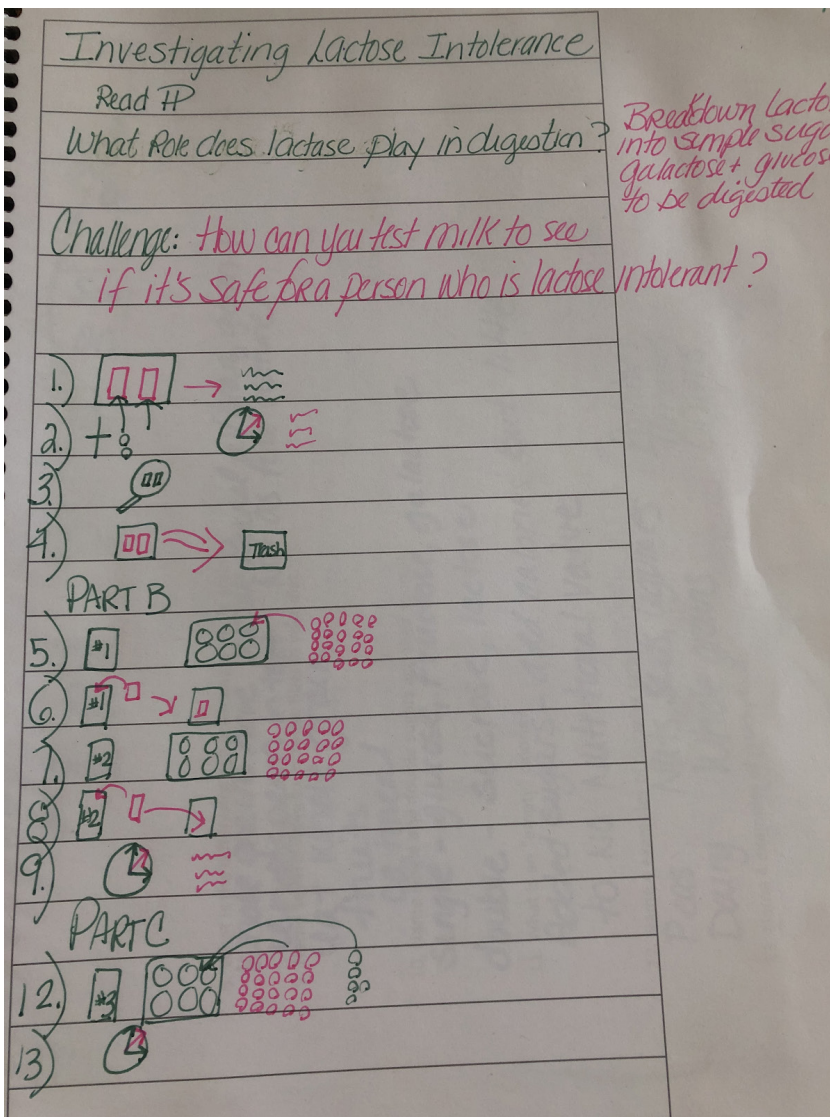 Investigating Lactose Intolerance
Read ¶
What Role does lactase play in digestion?
Breakdown Lacto
into simple suga
galactose + glucos
to be digested
Challenge: How can you test milk to see
if it's safe for a person who is lactose intolerant?
1.)
2.) +
3.)
4.) Trash
PART B
5.) #1
6.) #1
7.) #2
8.) #2
9.)
PART C
12.) #3
13)